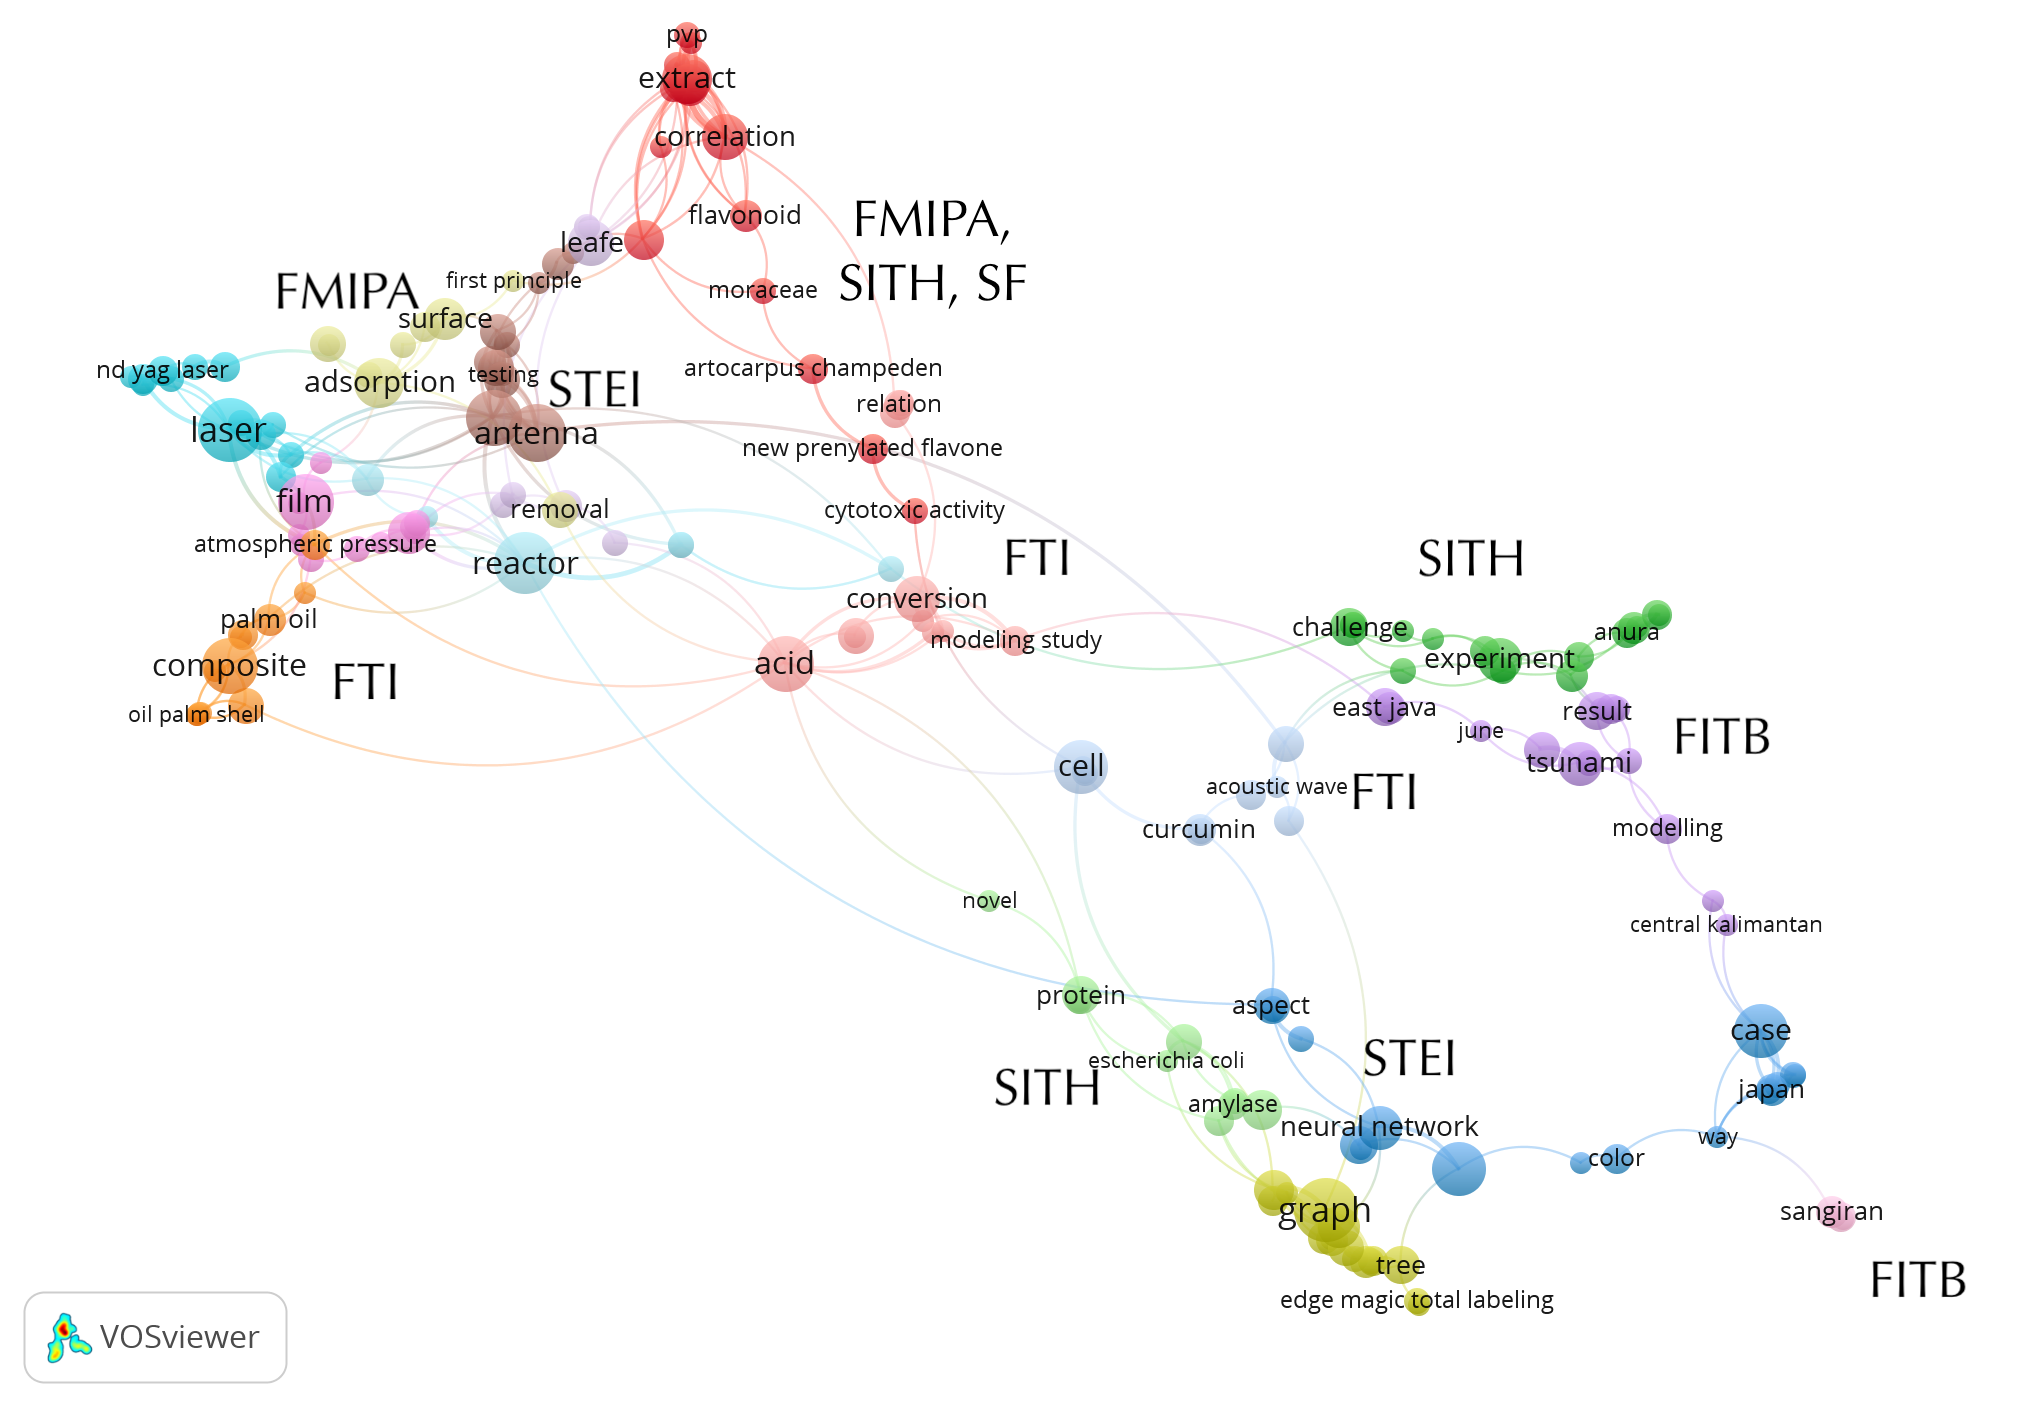 pvp
extract
correlation
flavonoid
FMIPA,
SITH, SF
leafe
first principle
FMIPA
moraceae
surface
nd yag laser
adsorption
testing
STEI
artocarpus champeden
relation
laser
antenna
new prenylated flavone
film
removal
cytotoxic activity
atmospheric pressure
reactor
FTI
SITH
conversion
palm oil
challenge
anura
modeling study
composite
acid
experiment
FTI
oil palm shell
east java
result
june
FITB
cell
tsunami
acoustic wave
FTI
curcumin
modelling
novel
central kalimantan
protein
aspect
case
escherichia coli
STEI
SITH
japan
amylase
neural network
way
color
graph
sangiran
tree
FITB
edge magic total labeling
VOSviewer